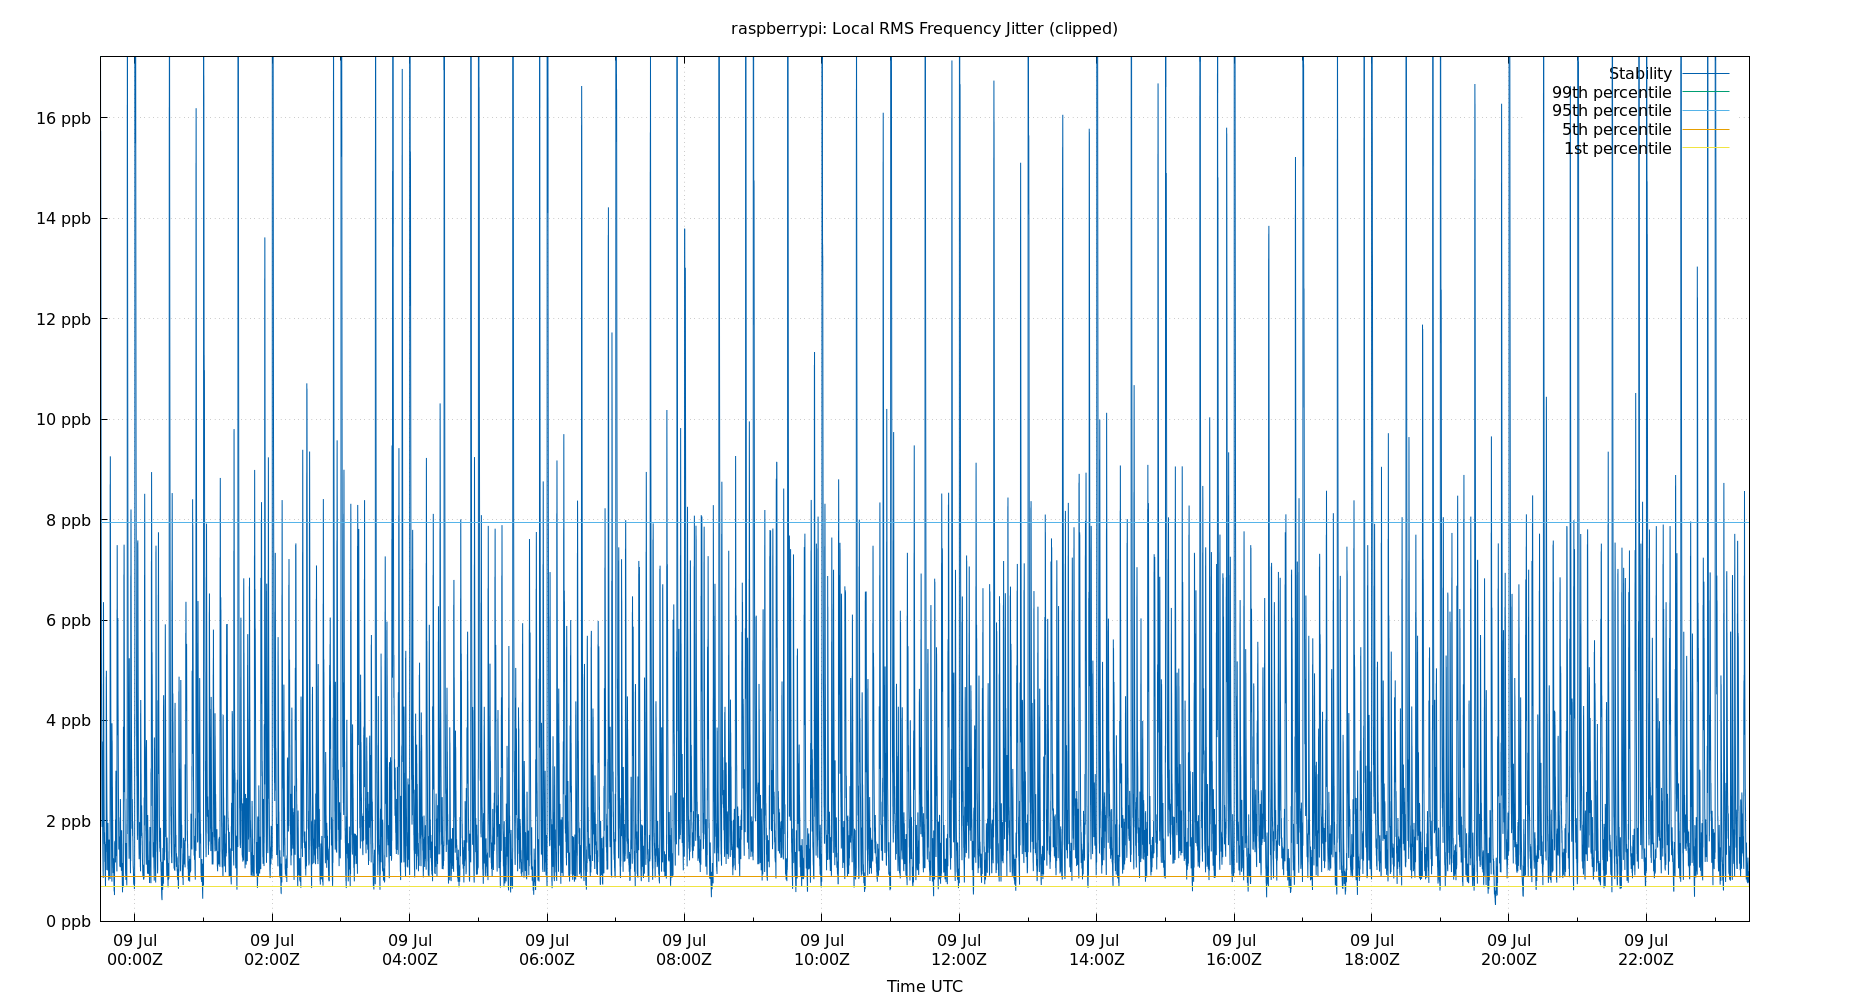 raspberrypi: Local RMS Frequency Jitter (clipped)
Stability
99th percentile
95th percentile
5th percentile
1st percentile
16 ppb
14 ppb
12 ppb
10 ppb
8 ppb
6 ppb
4 ppb
2 ppb
0 ppb
09 Jul 09 Jul 09 Jul 09 Jul 09 Jul 09 Jul 09 Jul 09 Jul 09 Jul 09 Jul 09 Jul 09 Jul
00:00Z 02:00Z 04:00Z 06:00Z 08:00Z 10:00Z 12:00Z 14:00Z 16:00Z 18:00Z 20:00Z 22:00Z
Time UTC